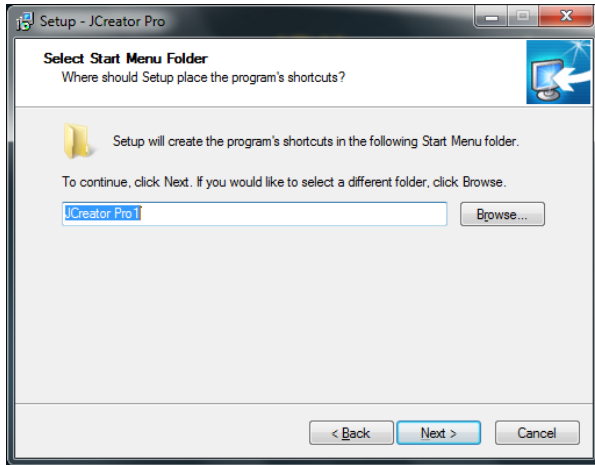 Setup - JCreator Pro
Select Start Menu Folder
Where should Setup place the program's shortcuts?
Setup will create the program's shortcuts in the following Start Menu folder.
To continue, click Next. If you would like to select a different folder, click Browse.
JCreator Pro1
Browse...
< Back Next > Cancel